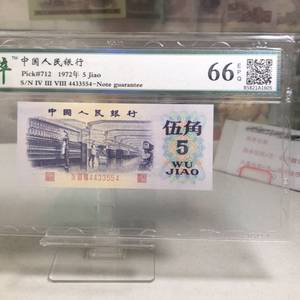 中国人民银行
Pick#712 1972年 5 Jiao
S/N IV III VIII 4433554-Note guarantee
66 EPQ
中国人民银行
伍角
5
WU
JIAO
IV III VIII 4433554